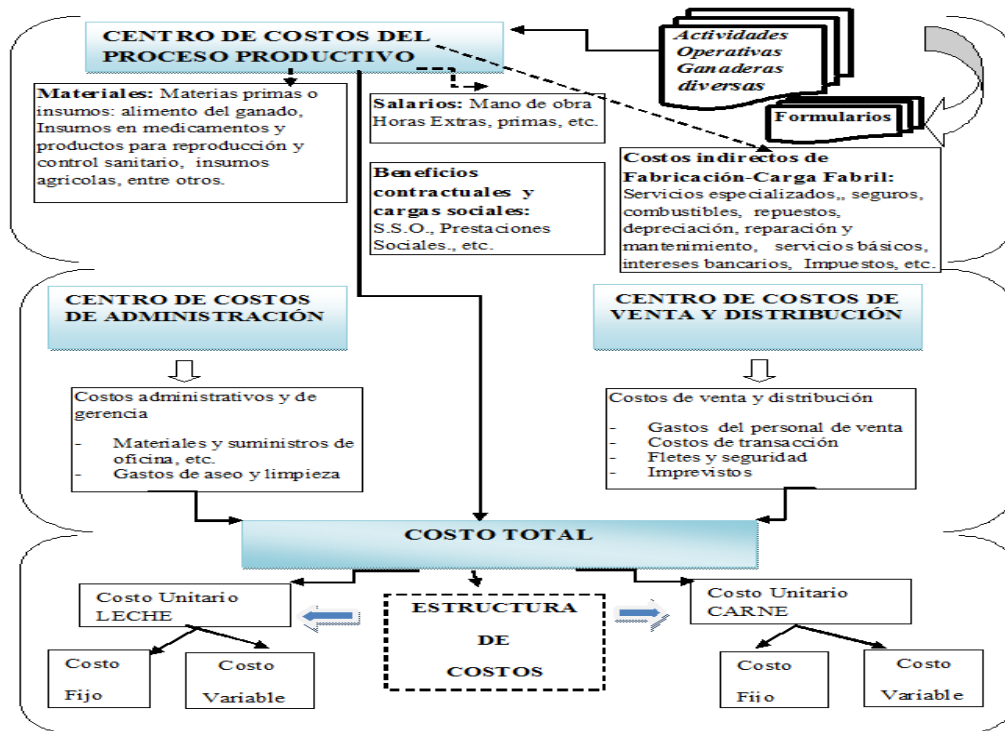 CENTRO DE COSTOS DEL
PROCESO PRODUCTIVO
Actividades
Operativas
Ganaderas
diversas
Formularios
Materiales: Materias primas o
insumos: alimento del ganado,
Insumos en medicamentos y
productos para reproducción y
control sanitario, insumos
agricolas, entre otros.
Salarios: Mano de obra
Horas Extras, primas, etc.
Beneficios
contractuales y
cargas sociales:
S.S.O., Prestaciones
Sociales., etc.
Costos indirectos de
Fabricación-Carga Fabril:
Servicios especializados,, seguros,
combustibles, repuestos,
depreciación, reparación y
mantenimiento, servicios básicos,
intereses bancarios, Impuestos, etc.
CENTRO DE COSTOS
DE ADMINISTRACIÓN
CENTRO DE COSTOS DE
VENTA Y DISTRIBUCIÓN
Costos administrativos y de
gerencia
- Materiales y suministros de
oficina, etc.
- Gastos de aseo y limpieza
Costos de venta y distribución
- Gastos del personal de venta
- Costos de transacción
- Fletes y seguridad
- Imprevistos
COSTO TOTAL
Costo Unitario
LECHE
ESTRUCTURA
DE
COSTOS
Costo Unitario
CARNE
Costo
Fijo
Costo
Variable
Costo
Fijo
Costo
Variable